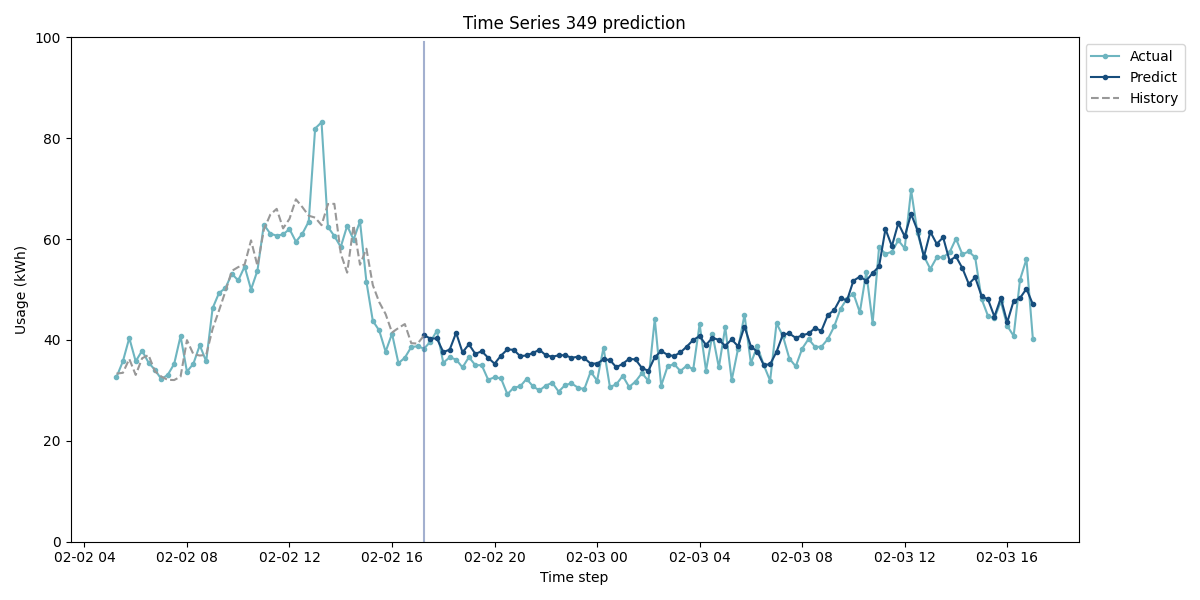 Time Series 349 prediction
100
80
60
40
20
0
Usage (kWh)
02-02 04
02-02 08
02-02 12
02-02 16
02-02 20
02-03 00
02-03 04
02-03 08
02-03 12
02-03 16
Time step
Actual
Predict
History